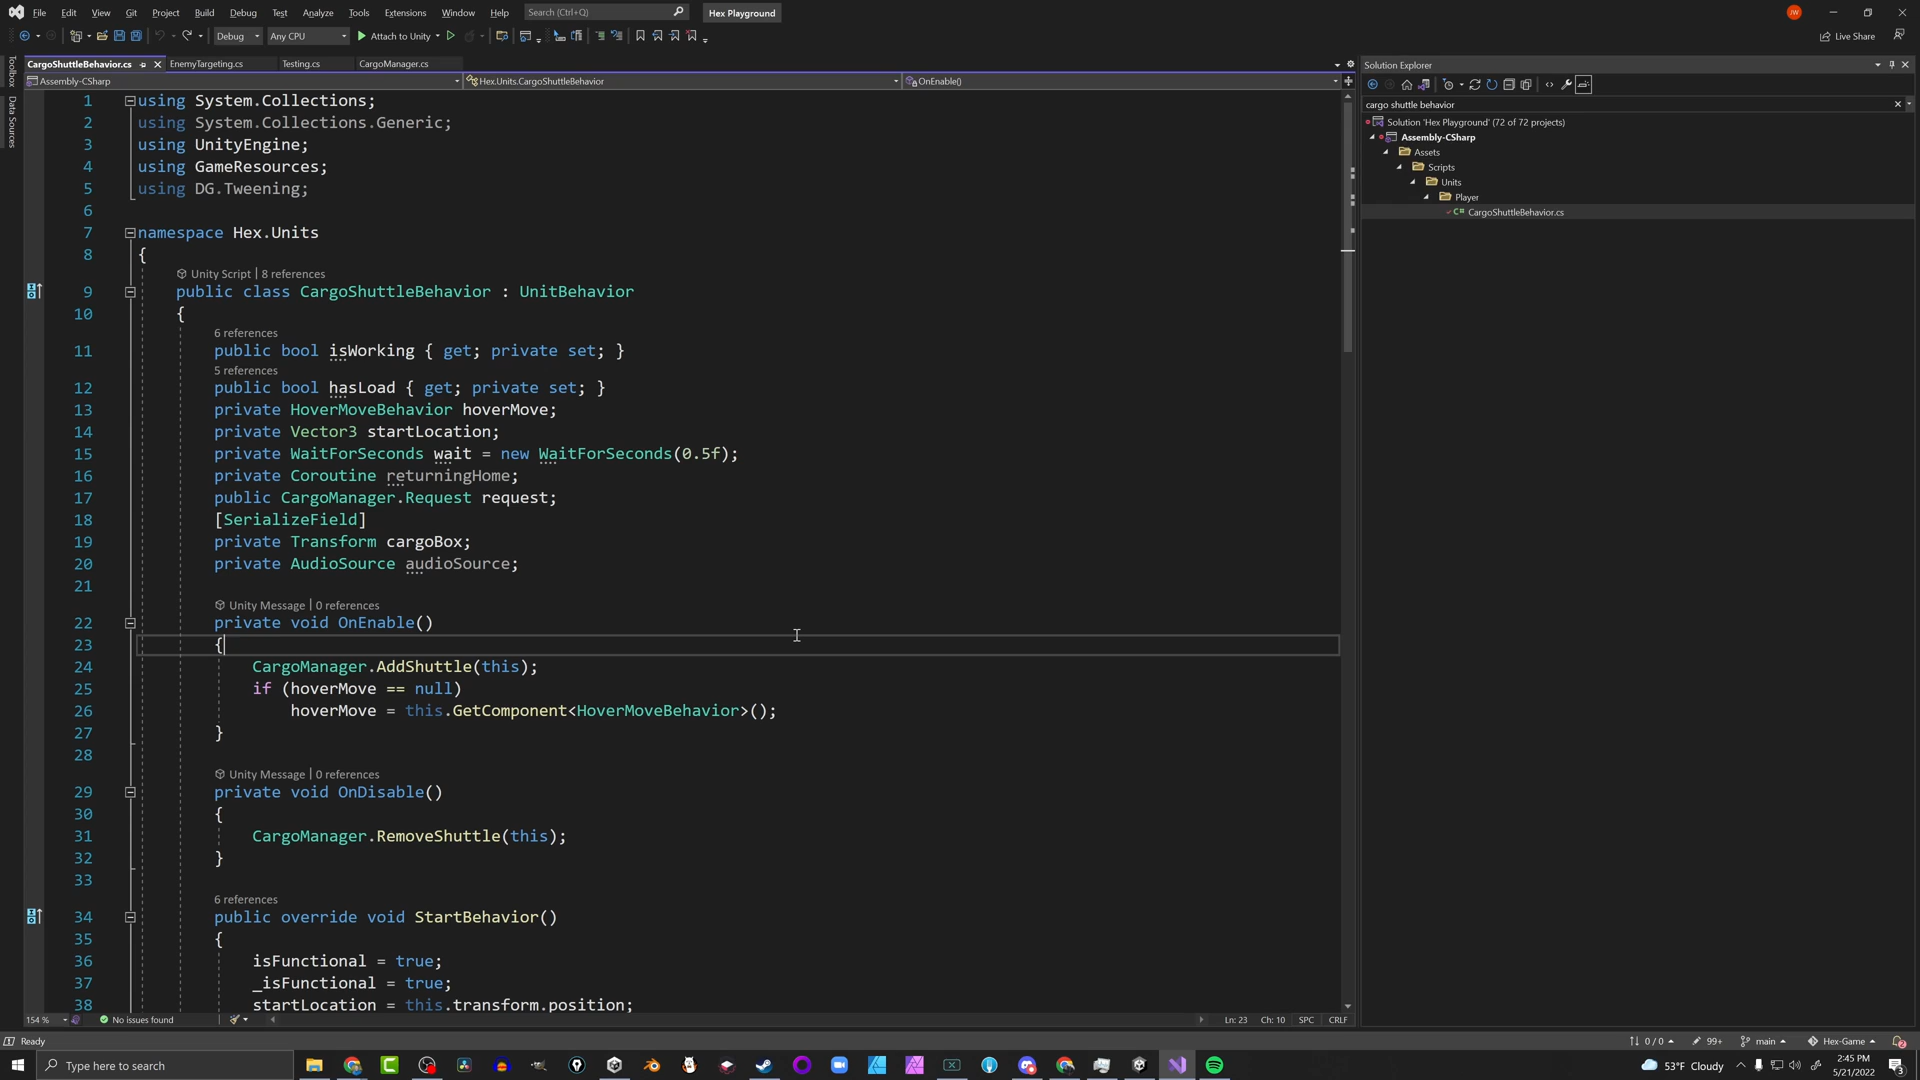 File Edit View Git Project Build Debug Test Analyze Tools Extensions Window Help Search (Ctrl+Q) Hex Playground JW
Debug Any CPU Attach to Unity Live Share
CargoShuttleBehavior.cs EnemyTargeting.cs Testing.cs CargoManager.cs
Assembly-CSharp Hex.Units.CargoShuttleBehavior OnEnable()
Toolbox
Data Sources
1 using System.Collections;
2 using System.Collections.Generic;
3 using UnityEngine;
4 using GameResources;
5 using DG.Tweening;
6
7 namespace Hex.Units
8 {
Unity Script | 8 references
9 public class CargoShuttleBehavior : UnitBehavior
10 {
6 references
11 public bool isWorking { get; private set; }
5 references
12 public bool hasLoad { get; private set; }
13 private HoverMoveBehavior hoverMove;
14 private Vector3 startLocation;
15 private WaitForSeconds wait = new WaitForSeconds(0.5f);
16 private Coroutine returningHome;
17 public CargoManager.Request request;
18 [SerializeField]
19 private Transform cargoBox;
20 private AudioSource audioSource;
21
Unity Message | 0 references
22 private void OnEnable()
23 {
24 CargoManager.AddShuttle(this);
25 if (hoverMove == null)
26 hoverMove = this.GetComponent<HoverMoveBehavior>();
27 }
28
Unity Message | 0 references
29 private void OnDisable()
30 {
31 CargoManager.RemoveShuttle(this);
32 }
33
6 references
34 public override void StartBehavior()
35 {
36 isFunctional = true;
37 _isFunctional = true;
38 startLocation = this.transform.position;
154 % No issues found Ln: 23 Ch: 10 SPC CRLF
Solution Explorer
cargo shuttle behavior
Solution 'Hex Playground' (72 of 72 projects)
Assembly-CSharp
Assets
Scripts
Units
Player
C# CargoShuttleBehavior.cs
Ready 0 / 0 99+ main Hex-Game
Type here to search 53°F Cloudy 2:45 PM
5/21/2022
3